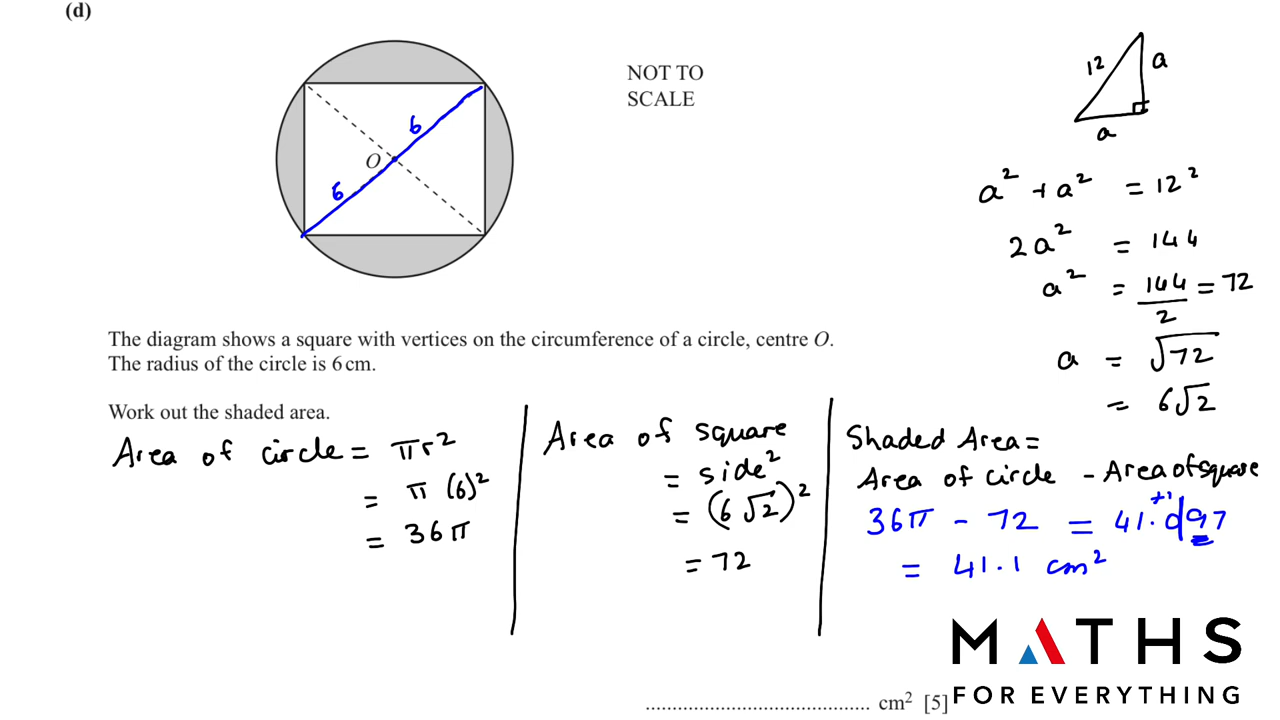 (d)
NOT TO
SCALE
O
6
6
12
a
a
a² + a² = 12²
2a² = 144
a² = 144/2 = 72
a = √72
= 6√2
The diagram shows a square with vertices on the circumference of a circle, centre O.
The radius of the circle is 6 cm.
Work out the shaded area.
Area of circle = πr²
= π (6)²
= 36π
Area of square
= side²
= (6√2)²
= 72
Shaded Area =
Area of circle - Area of square
+1
36π - 72 = 41.0|97
= 41.1 cm²
MATHS
FOR EVERYTHING
.......................................... cm² [5]